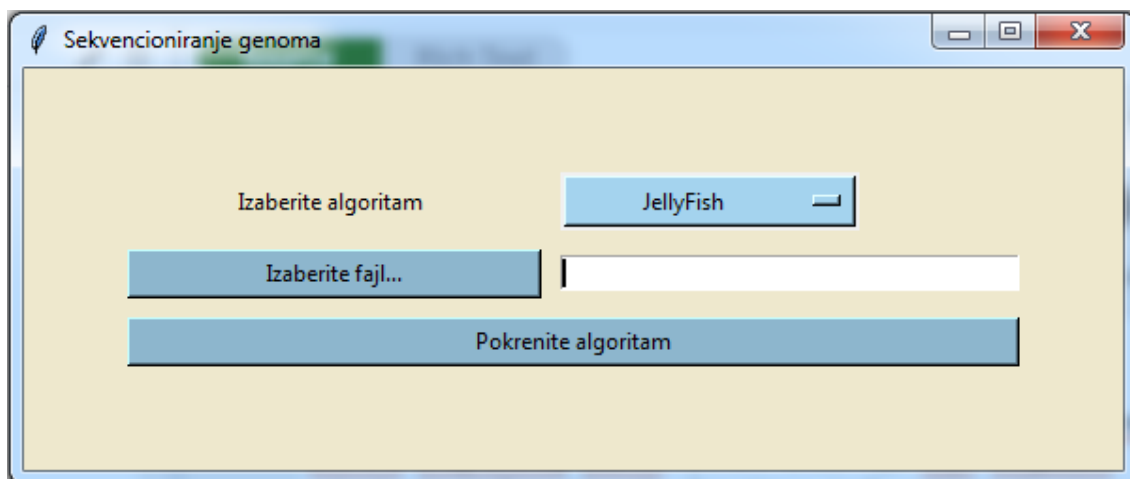 Sekvencioniranje genoma
Izaberite algoritam JellyFish
Izaberite fajl...
Pokrenite algoritam